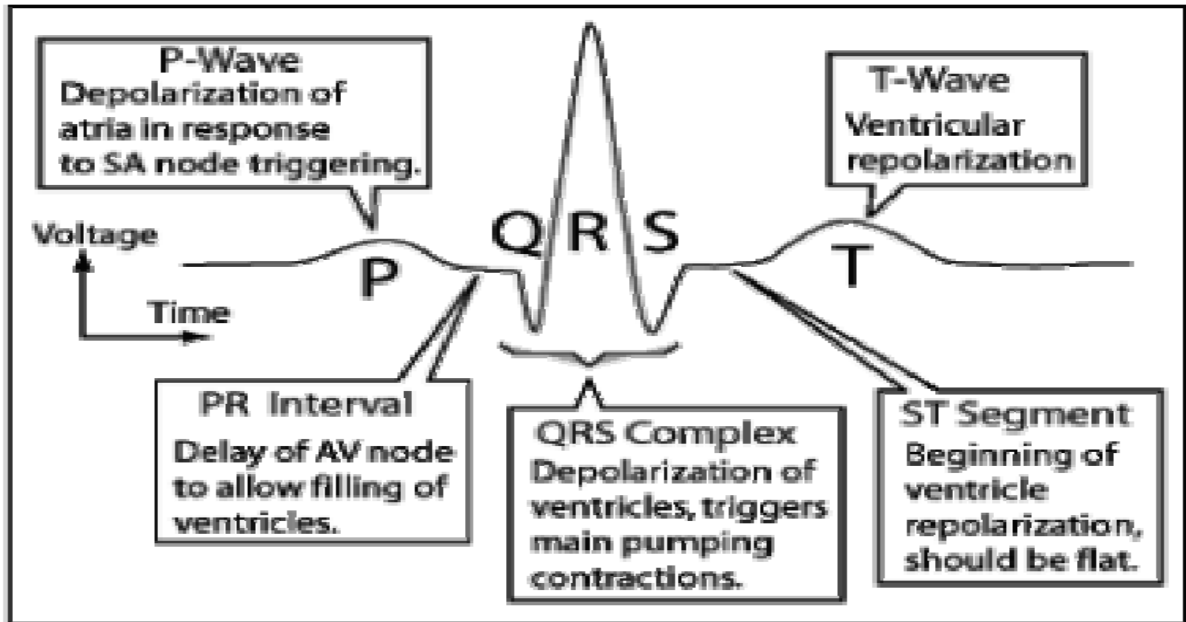 P-Wave
Depolarization of
atria in response
to SA node triggering.
T-Wave
Ventricular
repolarization
Voltage
Time
P
Q R S
T
PR Interval
Delay of AV node
to allow filling of
ventricles.
QRS Complex
Depolarization of
ventricles, triggers
main pumping
contractions.
ST Segment
Beginning of
ventricle
repolarization,
should be flat.